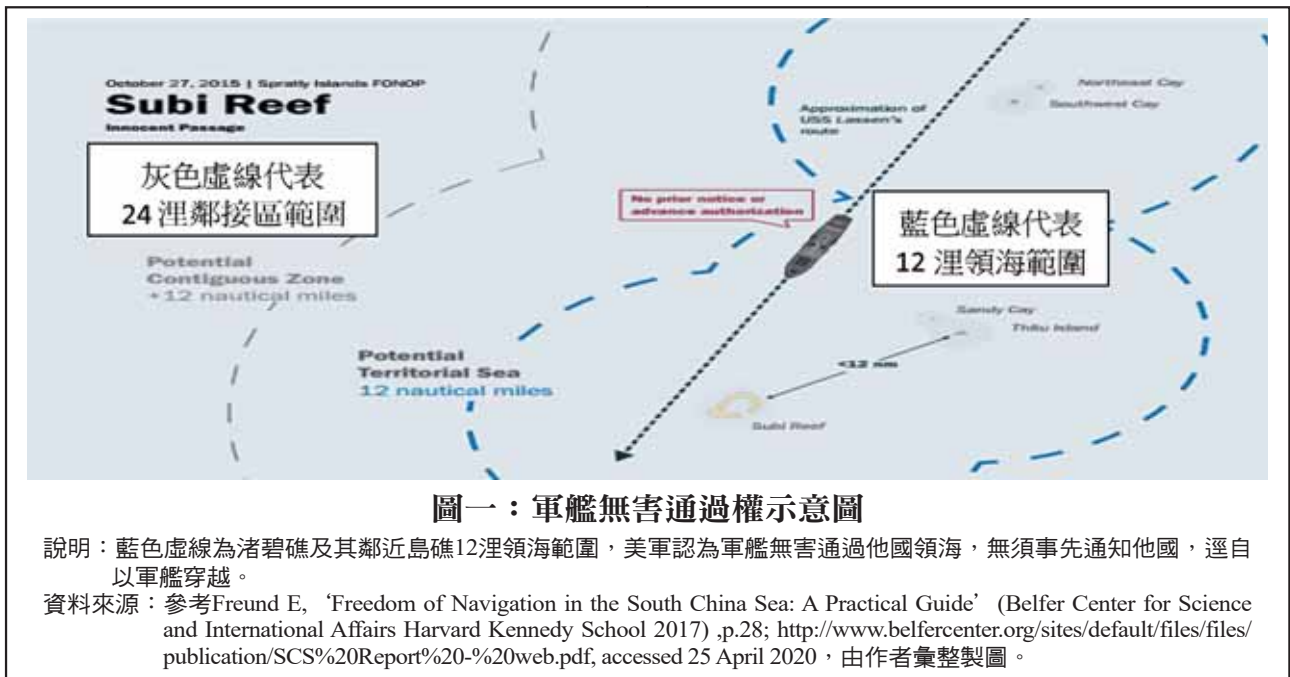 October 27, 2015 | Spratly Islands FONOP
Subi Reef
Innocent Passage
灰色虛線代表
24 浬鄰接區範圍
Potential
Contiguous Zone
+12 nautical miles
Approximation of
USS Lassen's
route
Northeast Cay
Southwest Cay
No prior notice or
advance authorization
藍色虛線代表
12 浬領海範圍
Sandy Cay
Thitu Island
Potential
Territorial Sea
12 nautical miles
<12 nm
Subi Reef
圖一：軍艦無害通過權示意圖
說明：藍色虛線為渚碧礁及其鄰近島礁12浬領海範圍，美軍認為軍艦無害通過他國領海，無須事先通知他國，逕自
以軍艦穿越。
資料來源：參考Freund E, ‘Freedom of Navigation in the South China Sea: A Practical Guide’ (Belfer Center for Science
and International Affairs Harvard Kennedy School 2017) ,p.28; http://www.belfercenter.org/sites/default/files/files/
publication/SCS%20Report%20-%20web.pdf, accessed 25 April 2020，由作者彙整製圖。